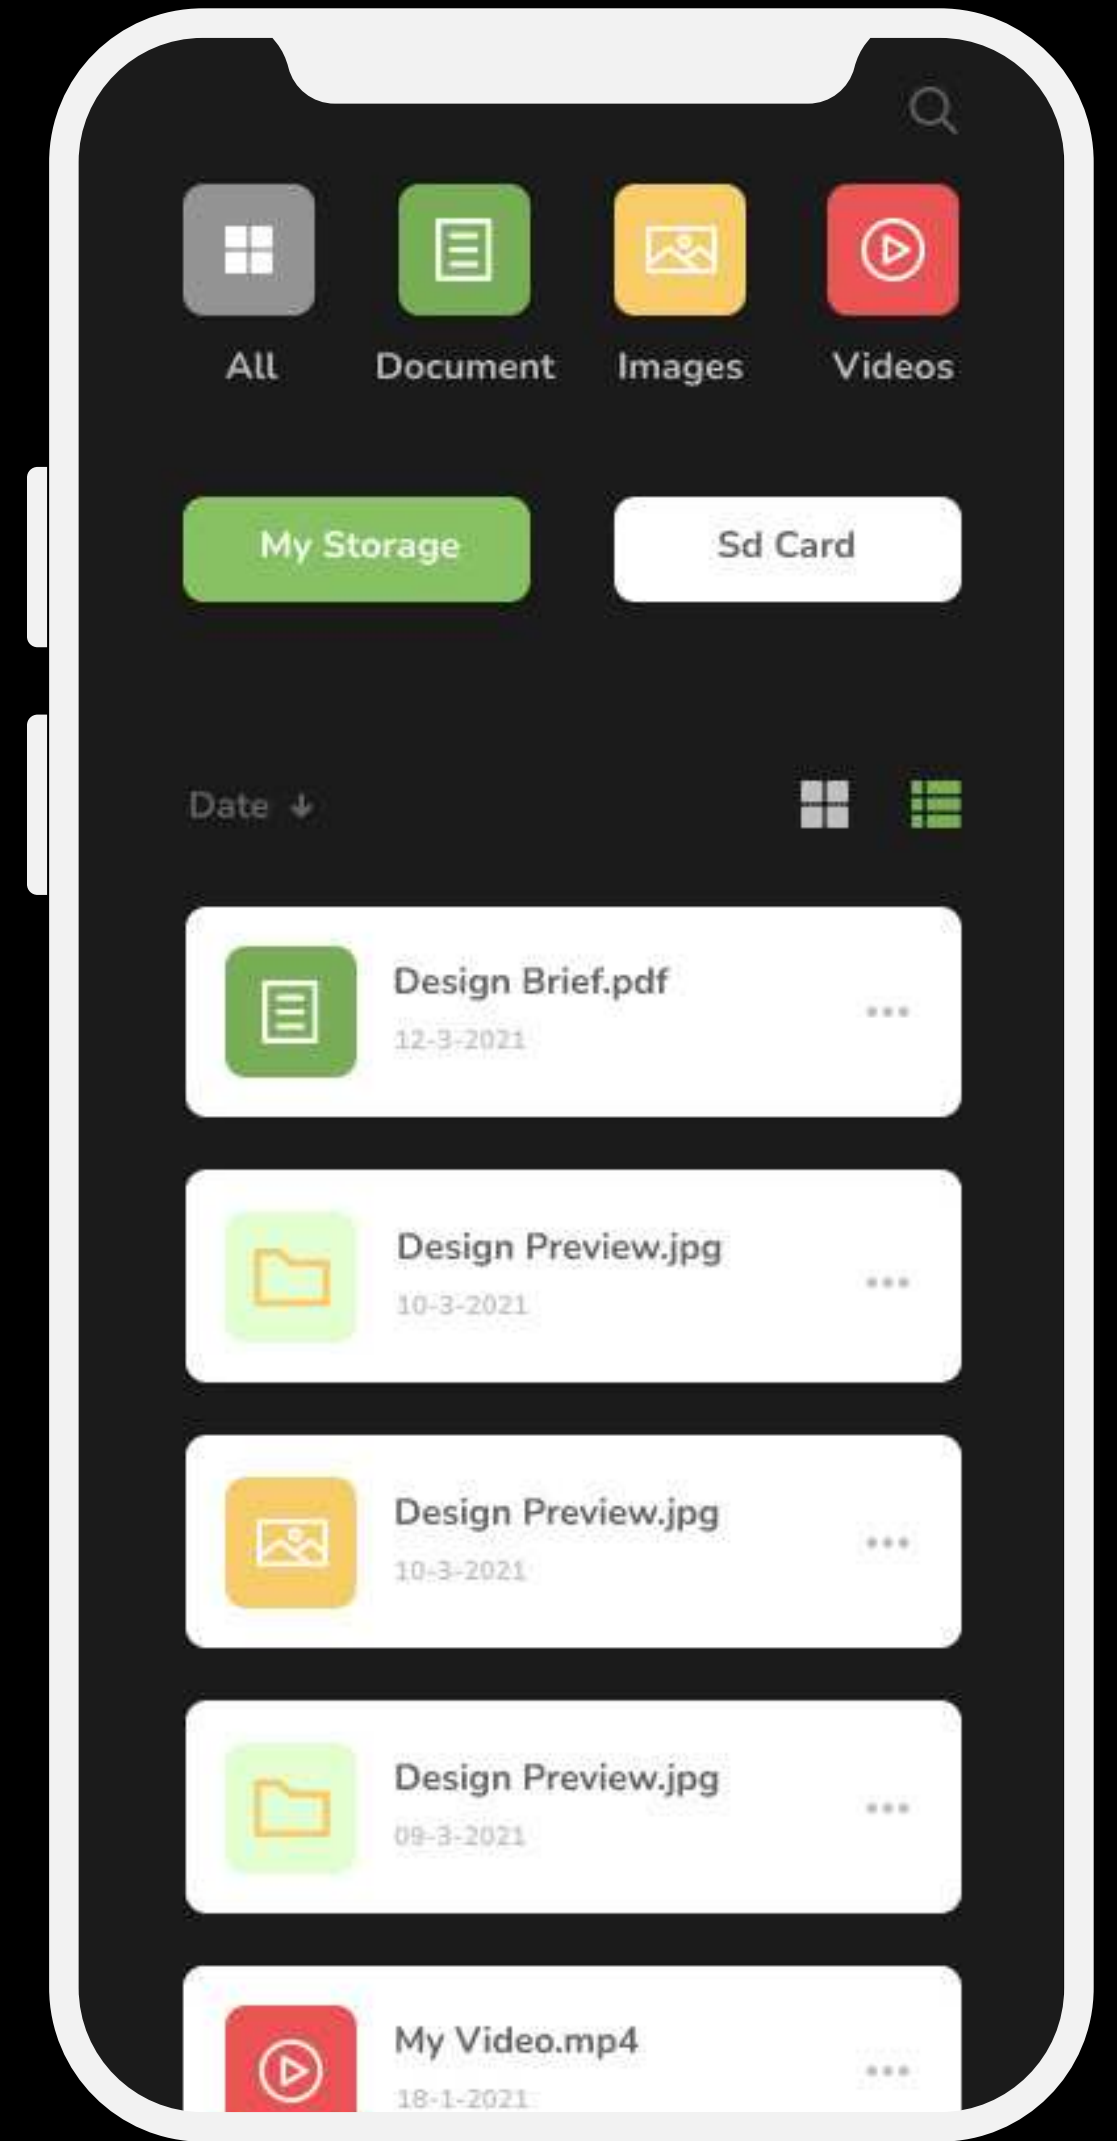 All
Document
Images
Videos
My Storage
Sd Card
Date
Design Brief.pdf
12-3-2021
Design Preview.jpg
10-3-2021
Design Preview.jpg
10-3-2021
Design Preview.jpg
09-3-2021
My Video.mp4
18-1-2021